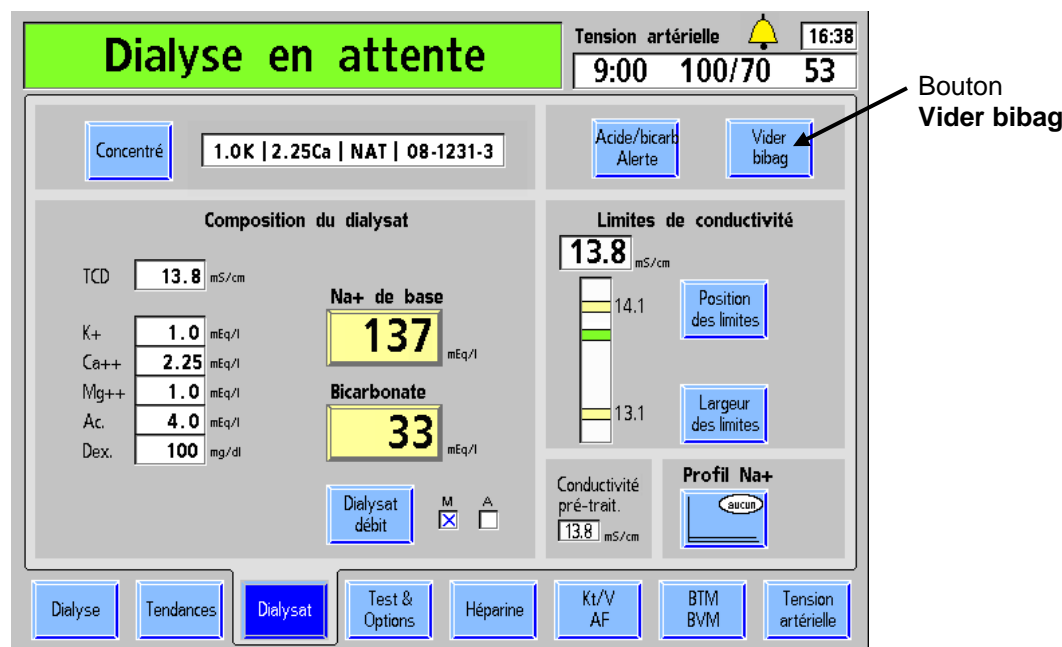 Dialyse en attente
Tension artérielle
16:38
9:00 100/70 53
Bouton
Vider bibag
Concentré
1.0K | 2.25Ca | NAT | 08-1231-3
Acide/bicarb
Alerte
Vider
bibag
Composition du dialysat
TCD 13.8 mS/cm
K+ 1.0 mEq/l
Ca++ 2.25 mEq/l
Mg++ 1.0 mEq/l
Ac. 4.0 mEq/l
Dex. 100 mg/dl
Na+ de base
137 mEq/l
Bicarbonate
33 mEq/l
Dialysat
débit
M A
Limites de conductivité
13.8 mS/cm
14.1
13.1
Position
des limites
Largeur
des limites
Conductivité
pré-trait.
13.8 mS/cm
Profil Na+
aucun
Dialyse
Tendances
Dialysat
Test &
Options
Héparine
Kt/V
AF
BTM
BVM
Tension
artérielle